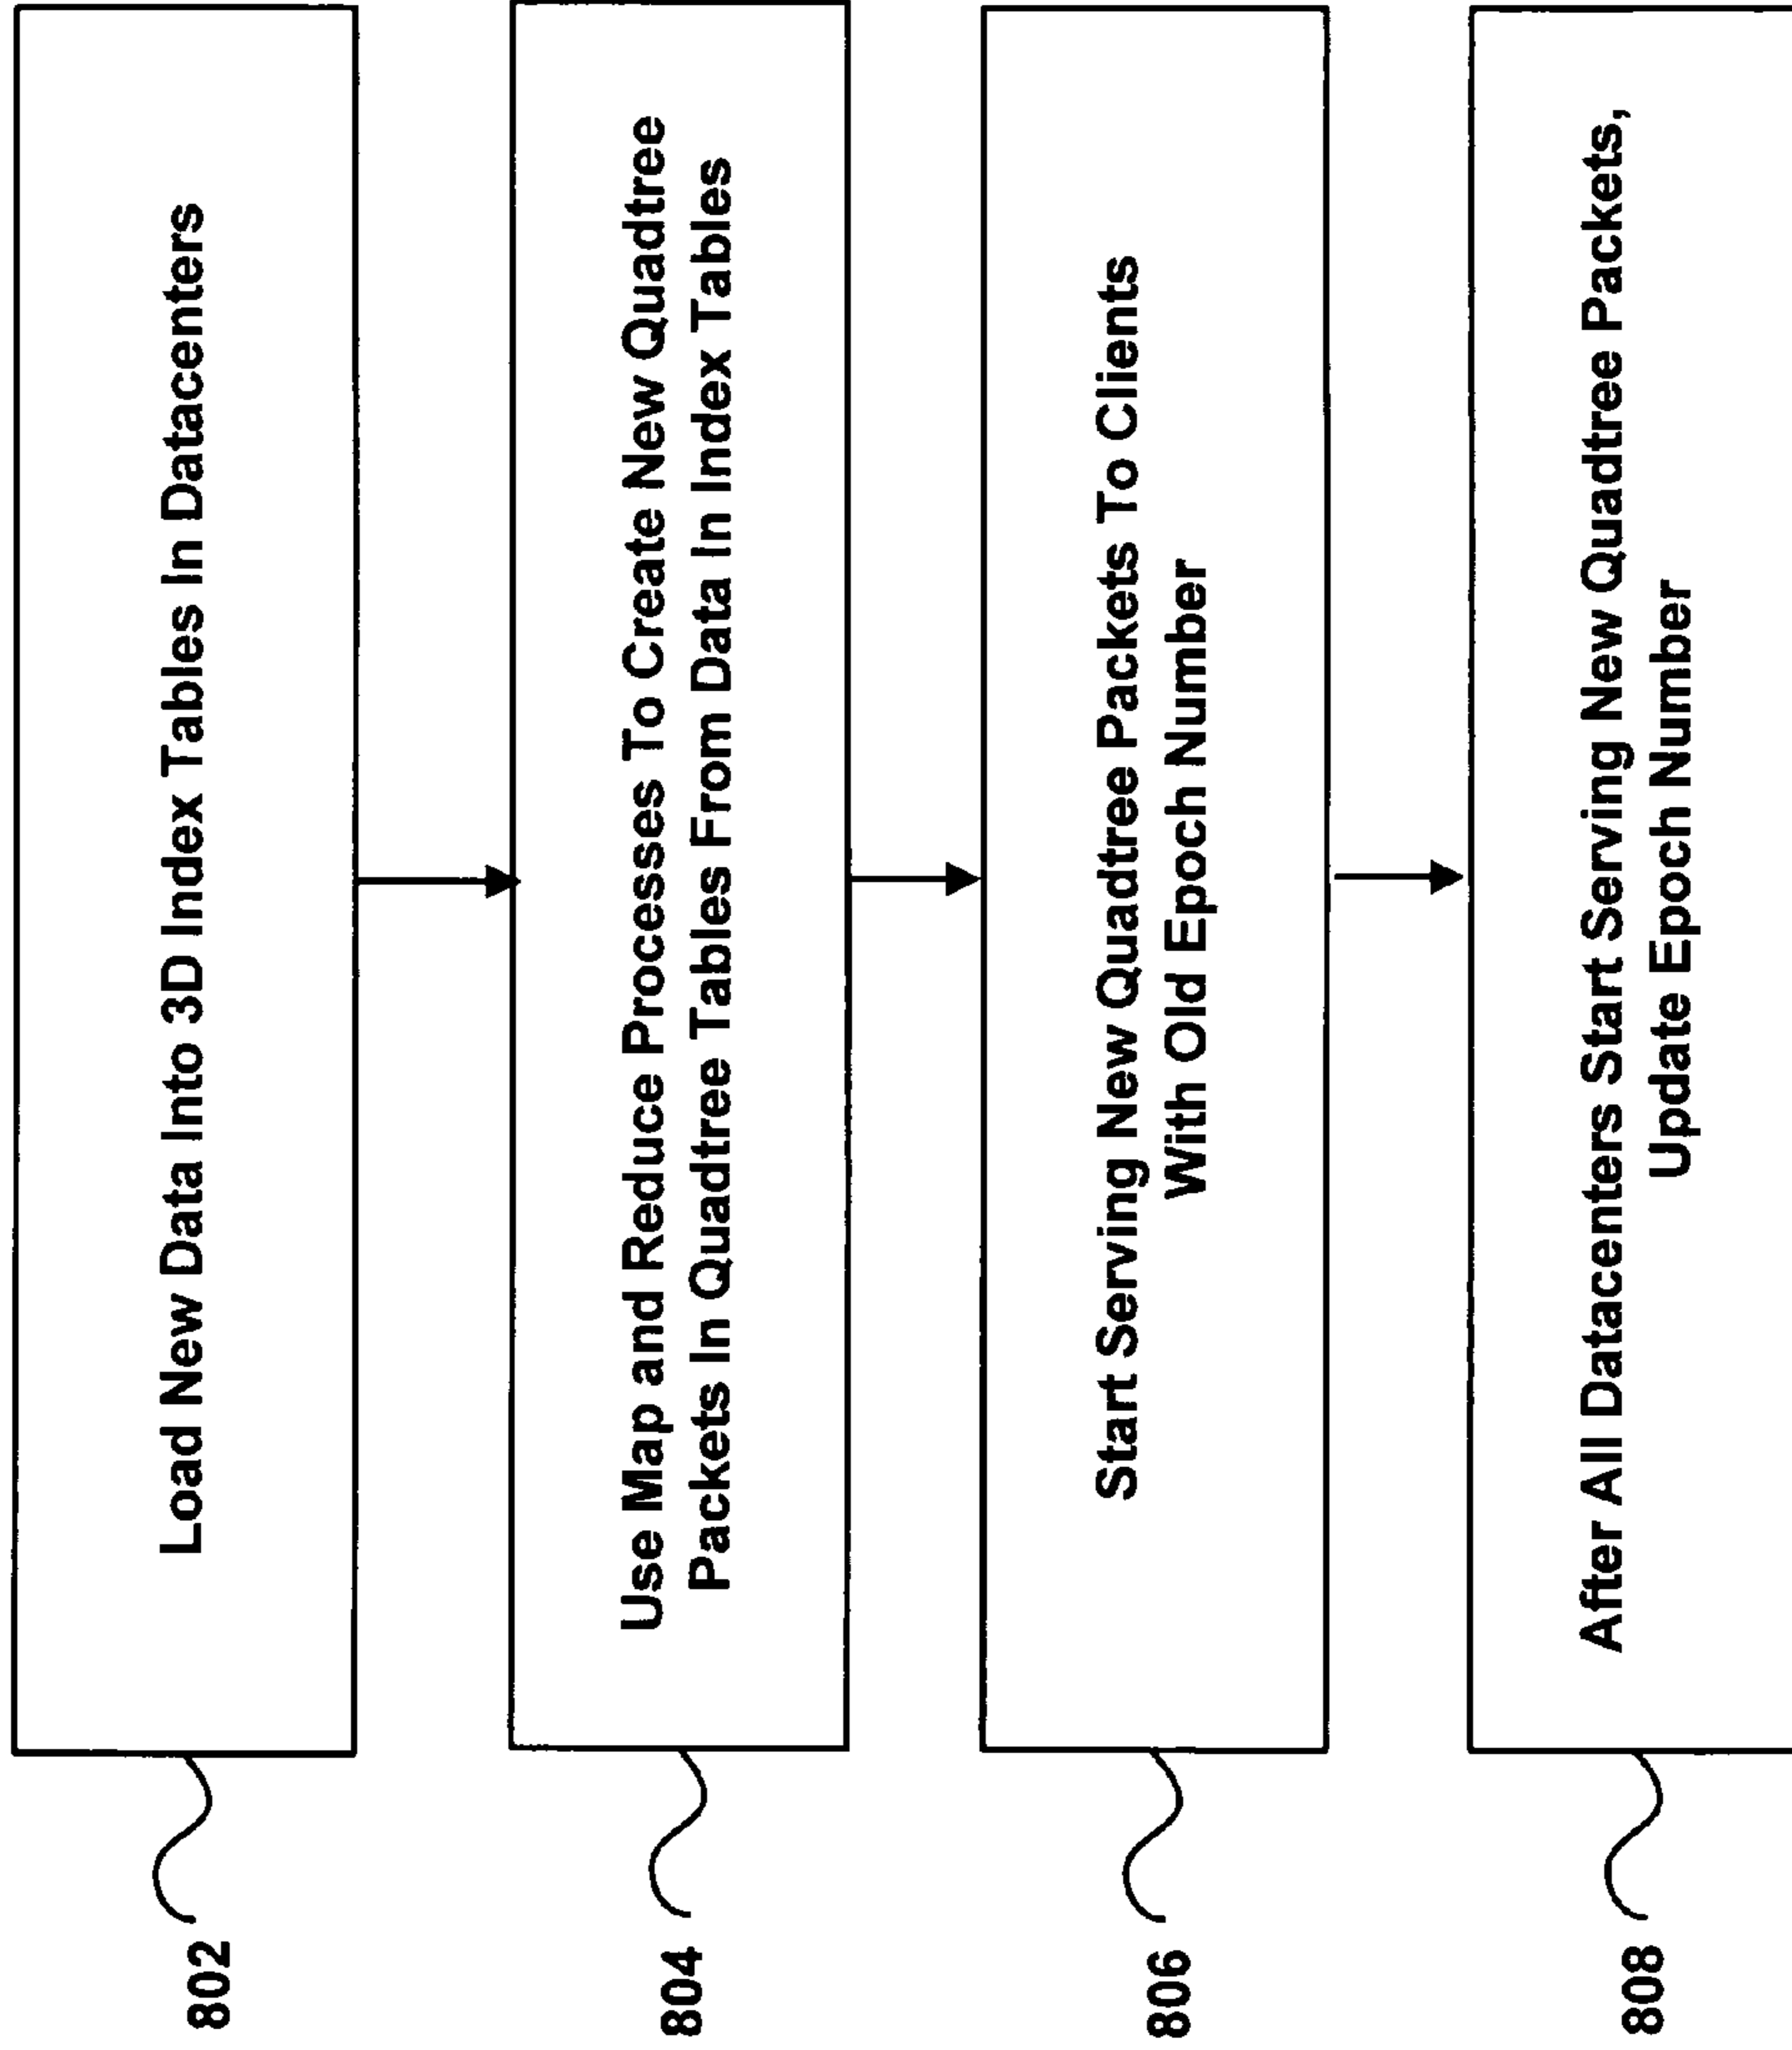 802
Load New Data Into 3D Index Tables In Datacenters
804
Use Map and Reduce Processes To Create New Quadtree
Packets In Quadtree Tables From Data In Index Tables
806
Start Serving New Quadtree Packets To Clients
With Old Epoch Number
808
After All Datacenters Start Serving New Quadtree Packets,
Update Epoch Number